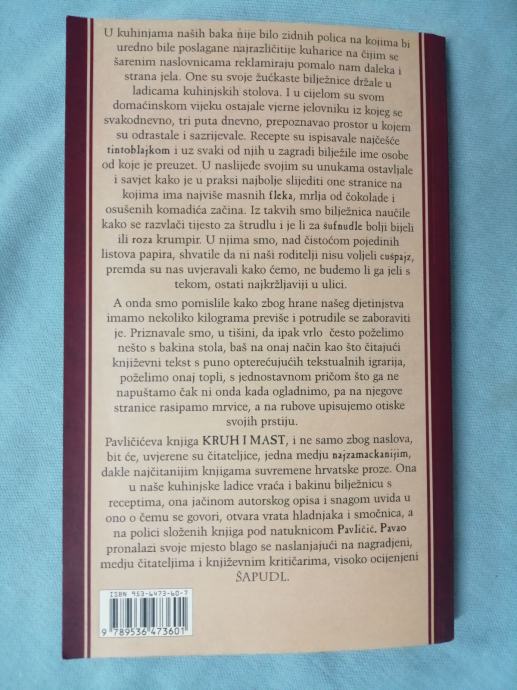 U kuhinjama naših baka nije bilo zidnih polica na kojima bi
uredno bile poslagane najrazličitije kuharice na čijim se
šarenim naslovnicama reklamiraju pomalo nam daleka i
strana jela. One su svoje žućkaste bilježnice držale u
ladicama kuhinjskih stolova. I u cijelom su svom
domaćinskom vijeku ostajale vjerne jelovniku iz kojeg se
svakodnevno, tri puta dnevno, prepoznavao prostor u kojem
su odrastale i sazrijevale. Recepte su ispisavale najčešće
tintoblajkom i uz svaki od njih u zagradi bilježile ime osobe
od koje je preuzet. U naslijeđe svojim su unukama ostavljale
i savjet kako je u praksi najbolje slijediti one stranice na
kojima ima najviše masnih fleka, mrlja od čokolade i
osušenih komadića začina. Iz takvih smo bilježnica naučile
kako se razvlači tijesto za štrudlu i je li za šufnudle bolji bijeli
ili roza krumpir. U njima smo, nad čistoćom pojedinih
listova papira, shvatile da ni naši roditelji nisu voljeli cušpajz,
premda su nas uvjeravali kako ćemo, ne budemo li ga jeli s
tekom, ostati najkržljaviji u ulici.
A onda smo pomislile kako zbog hrane našeg djetinjstva
imamo nekoliko kilograma previše i potrudile se zaboraviti
je. Priznavale smo, u tišini, da ipak vrlo često poželimo
nešto s bakina stola, baš na onaj način kao što čitajući
književni tekst s puno opterećujućih tekstualnih igrarija,
poželimo onaj topli, s jednostavnom pričom što ga ne
napuštamo čak ni onda kada ogladnimo, pa na njegove
stranice rasipamo mrvice, a na rubove upisujemo otiske
svojih prstiju.
Pavličićeva knjiga KRUH I MAST, i ne samo zbog naslova,
bit će, uvjerene su čitateljice, jedna medju najzamackanijim,
dakle najčitanijim knjigama suvremene hrvatske proze. Ona
u naše kuhinjske ladice vraća i bakinu bilježnicu s
receptima, ona jačinom autorskog opisa i snagom uvida u
ono o čemu se govori, otvara vrata hladnjaka i smočnica, a
na polici složenih knjiga pod natuknicom Pavličić, Pavao
pronalazi svoje mjesto blago se naslanjajući na nagradjeni,
medju čitateljima i književnim kritičarima, visoko ocijenjeni
ŠAPUDL.
ISBN 953-6473-60-7
9 789536 473601